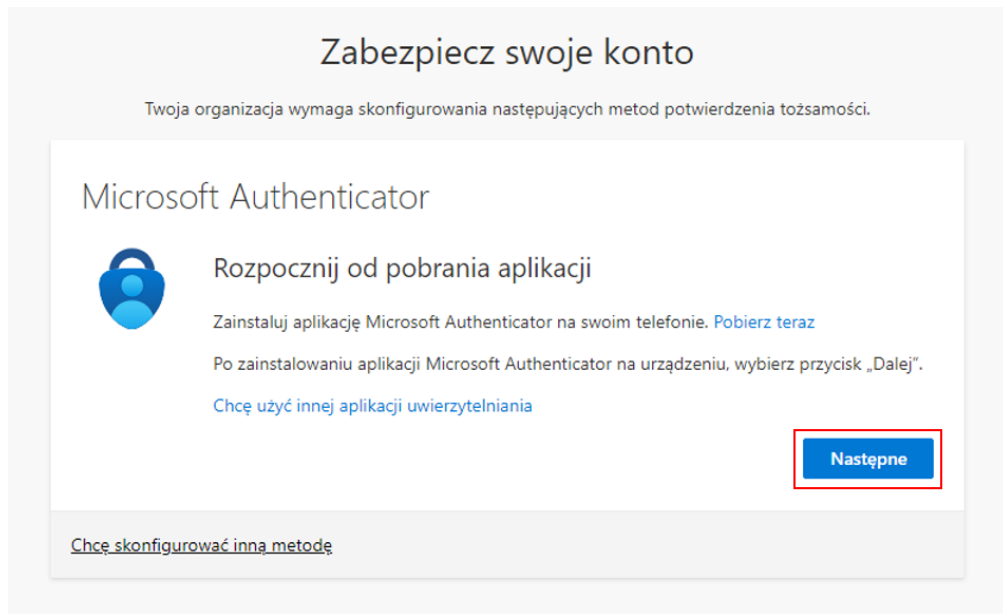 Zabezpiecz swoje konto
Twoja organizacja wymaga skonfigurowania następujących metod potwierdzenia tożsamości.
Microsoft Authenticator
Rozpocznij od pobrania aplikacji
Zainstaluj aplikację Microsoft Authenticator na swoim telefonie. Pobierz teraz
Po zainstalowaniu aplikacji Microsoft Authenticator na urządzeniu, wybierz przycisk „Dalej”.
Chcę użyć innej aplikacji uwierzytelniania
Następne
Chcę skonfigurować inną metodę